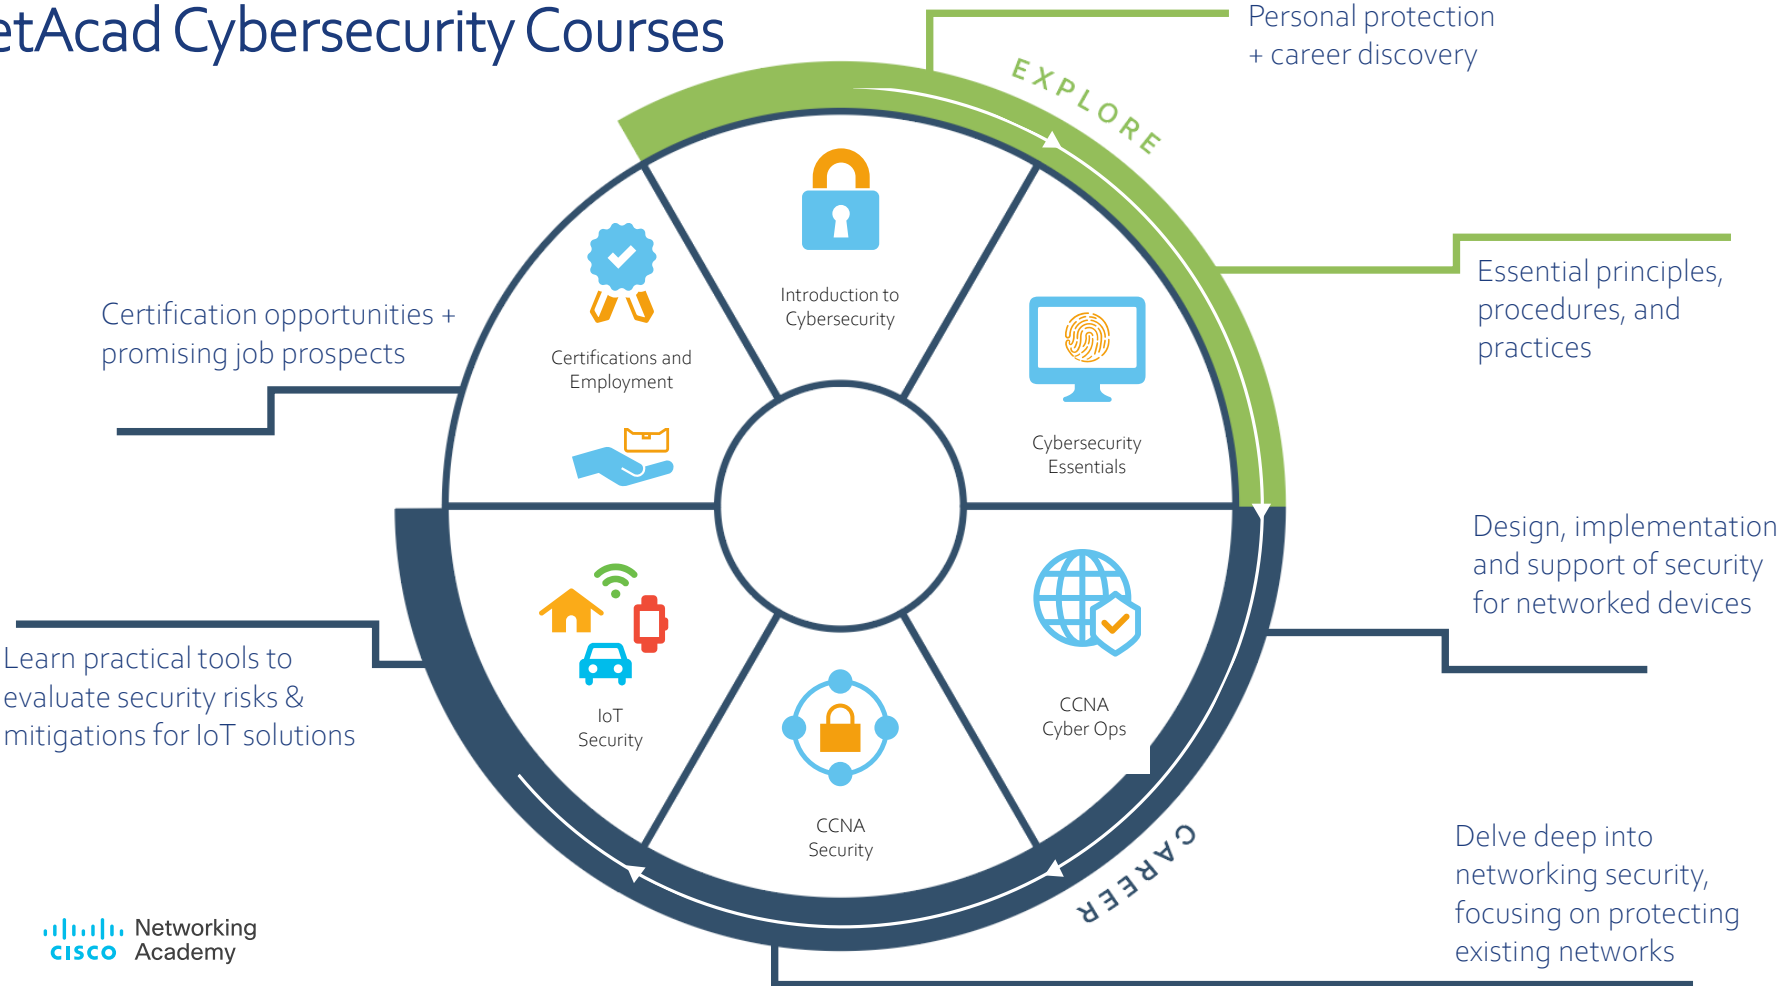 etAcad Cybersecurity Courses
Personal protection
+ career discovery
EXPLORE
Introduction to
Cybersecurity
Essential principles,
procedures, and
practices
Certification opportunities +
promising job prospects
Certifications and
Employment
Cybersecurity
Essentials
Design, implementation
and support of security
for networked devices
Learn practical tools to
evaluate security risks &
mitigations for IoT solutions
IoT
Security
CCNA
Cyber Ops
CCNA
Security
CAREER
Delve deep into
networking security,
focusing on protecting
existing networks
CISCO
Networking
Academy